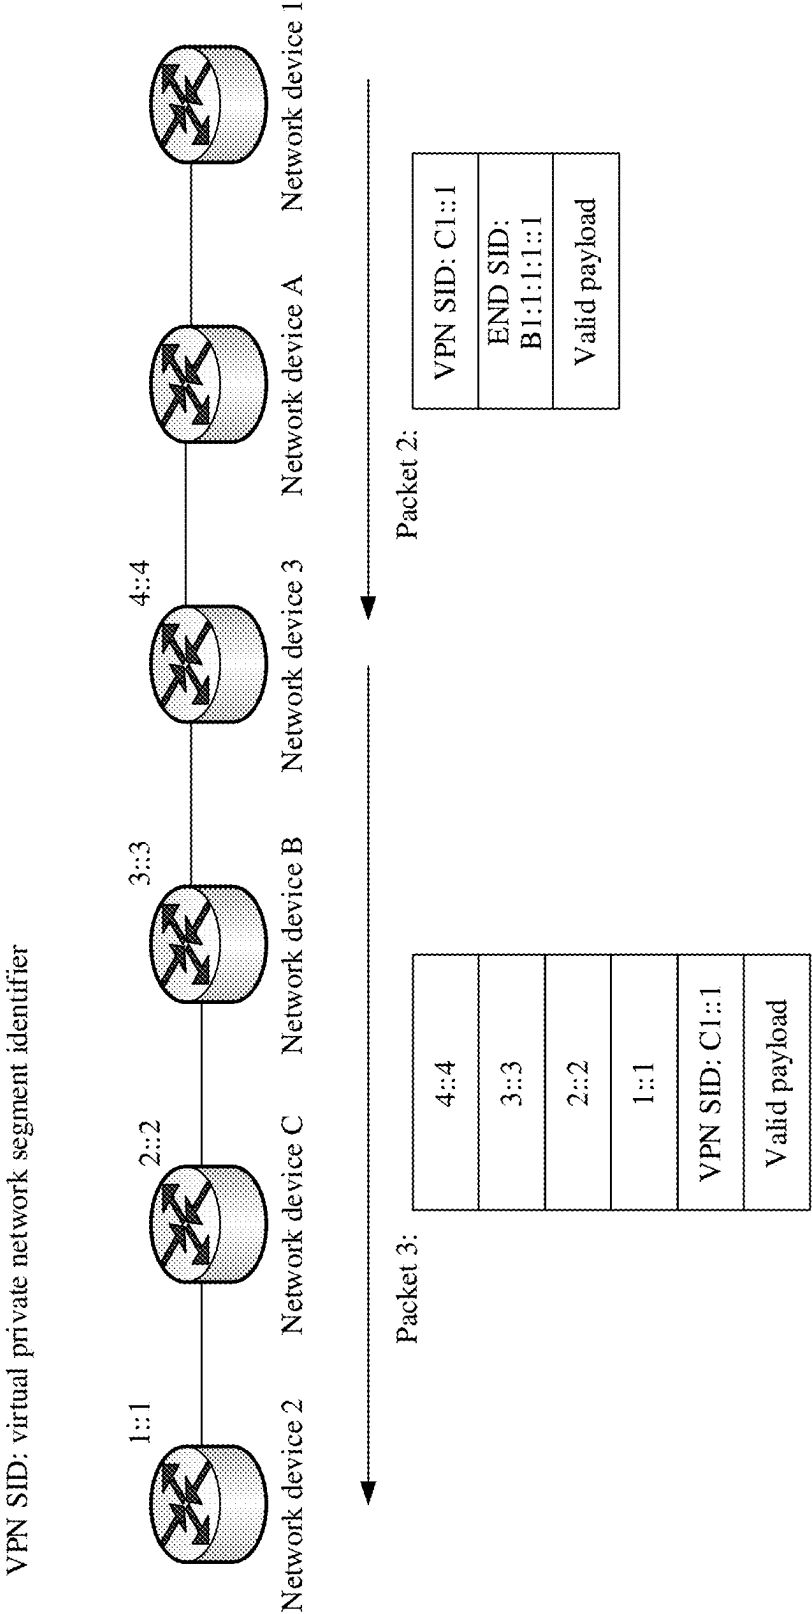 VPN SID: virtual private network segment identifier
1::1
2::2
3::3
4::4
Network device 2
Network device C
Network device B
Network device 3
Network device A
Network device 1
Packet 3:
4::4
3::3
2::2
1::1
VPN SID: C1::1
Valid payload
Packet 2:
VPN SID: C1::1
END SID:
B1:1:1:1::1
Valid payload